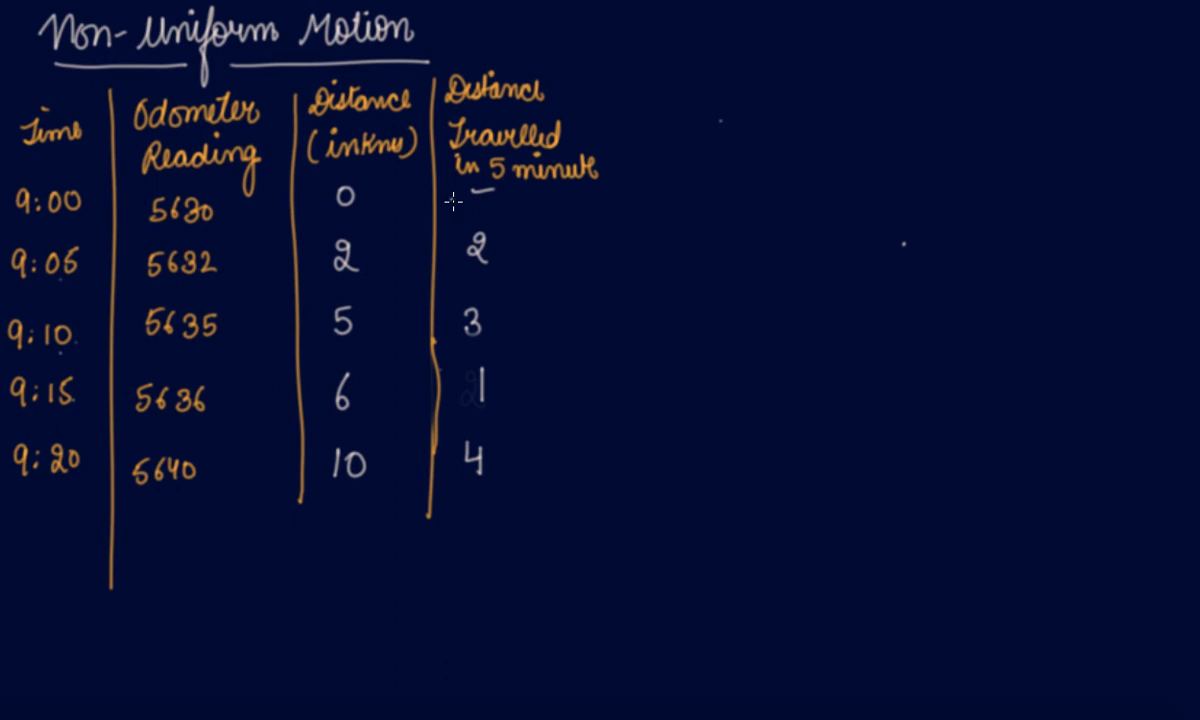 Non-Uniform Motion
Time Odometer Reading Distance (in kms) Distance Travelled in 5 minute
9:00 5630 0 -
9:05 5632 2 2
9:10 5635 5 3
9:15 5636 6 1
9:20 5640 10 4